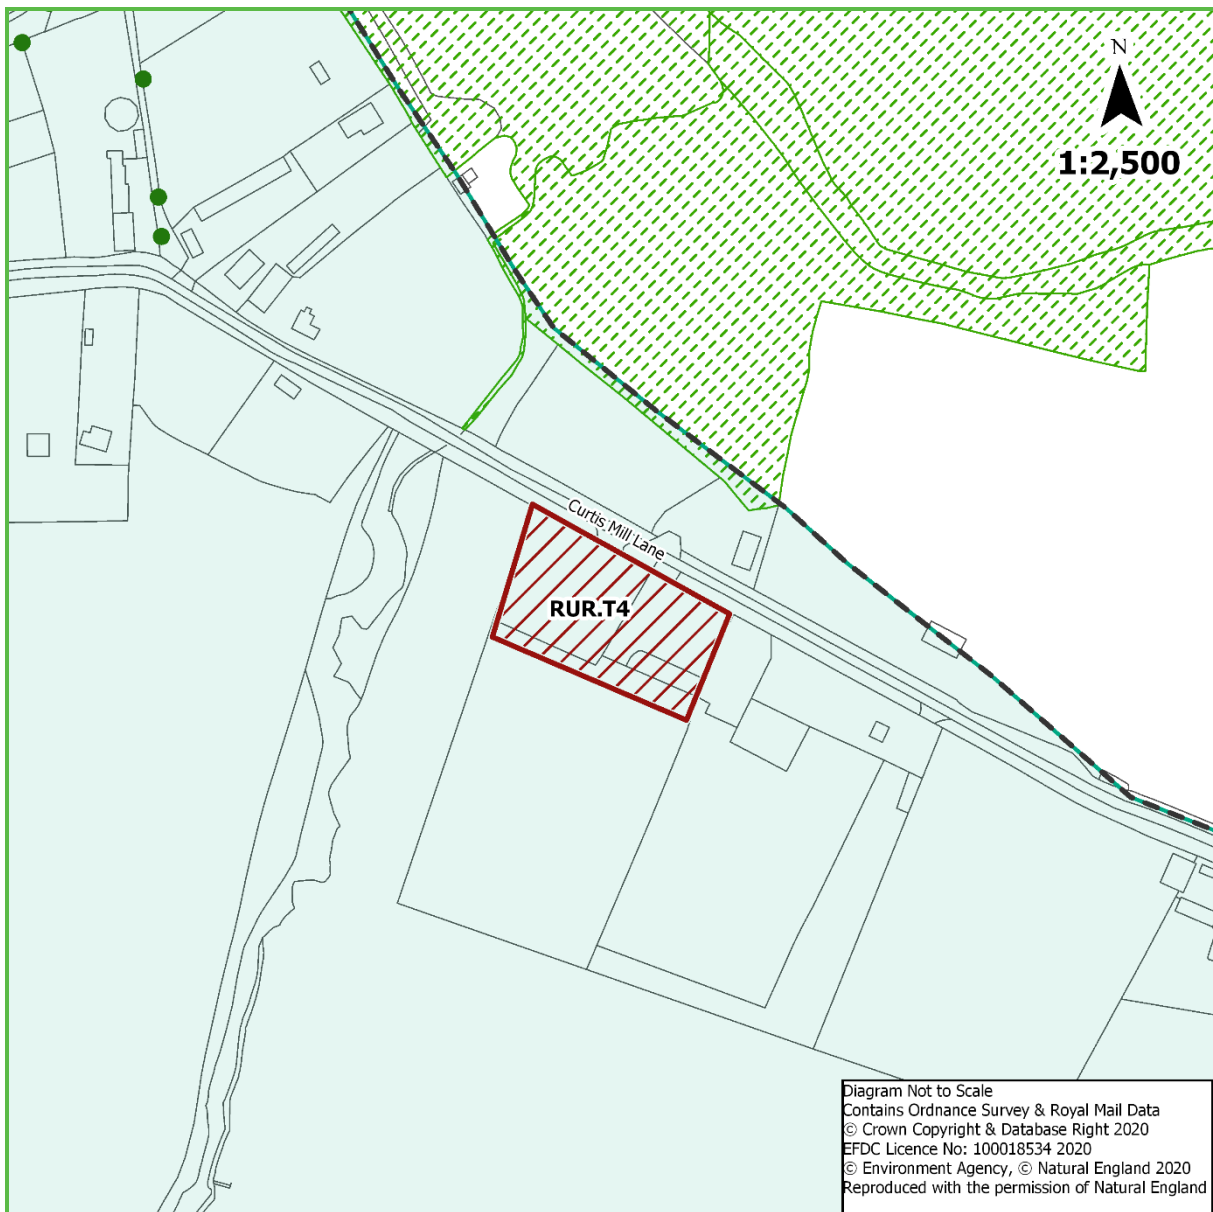 N
1:2,500
Curtis Mill Lane
RUR.T4
Diagram Not to Scale
Contains Ordnance Survey & Royal Mail Data
© Crown Copyright & Database Right 2020
EFDC Licence No: 100018534 2020
© Environment Agency, © Natural England 2020
Reproduced with the permission of Natural England